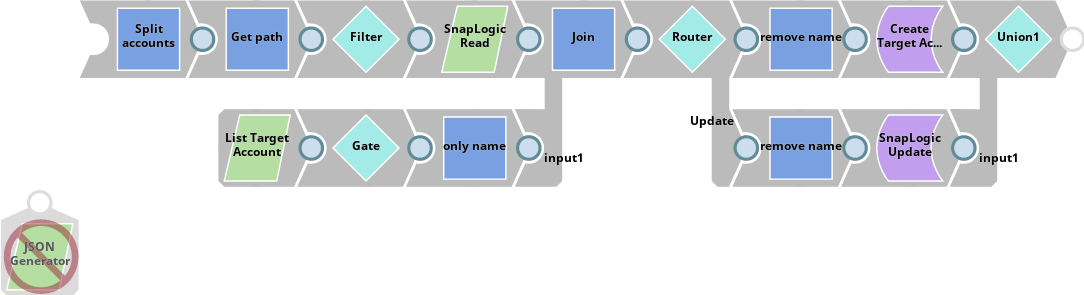 Split
accounts
Get path
Filter
SnapLogic
Read
Join
Router
remove name
Create
Target Ac...
Union1
List Target
Account
Gate
only name
input1
Update
remove name
SnapLogic
Update
input1
JSON
Generator